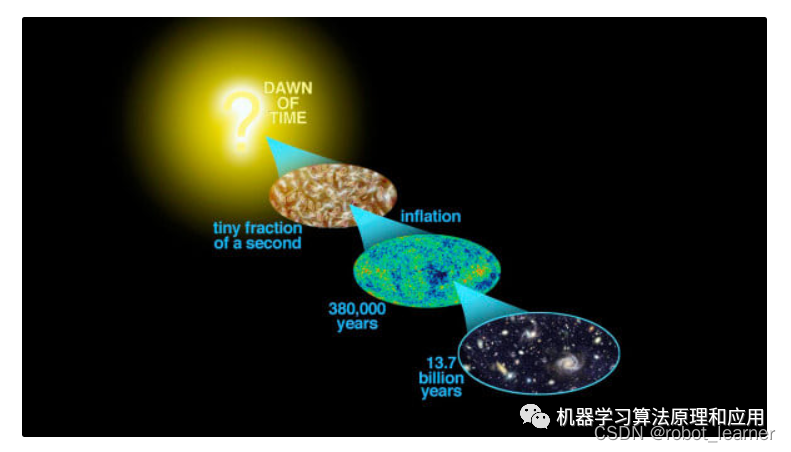 DAWN
OF
TIME
?
tiny fraction
of a second
inflation
380,000
years
13.7
billion
years
机器学习算法原理和应用
CSDN @robot_learner